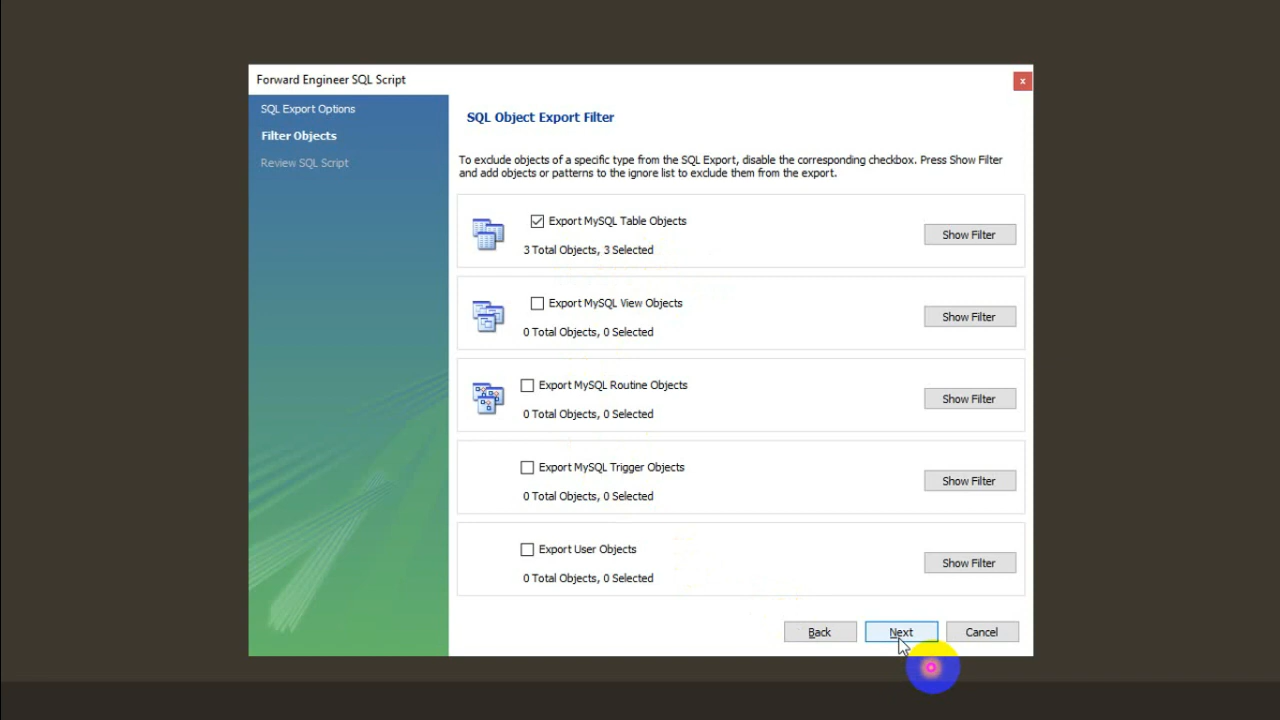 Forward Engineer SQL Script
x
SQL Export Options
Filter Objects
Review SQL Script
SQL Object Export Filter
To exclude objects of a specific type from the SQL Export, disable the corresponding checkbox. Press Show Filter
and add objects or patterns to the ignore list to exclude them from the export.
Export MySQL Table Objects
3 Total Objects, 3 Selected
Show Filter
Export MySQL View Objects
0 Total Objects, 0 Selected
Show Filter
Export MySQL Routine Objects
0 Total Objects, 0 Selected
Show Filter
Export MySQL Trigger Objects
0 Total Objects, 0 Selected
Show Filter
Export User Objects
0 Total Objects, 0 Selected
Show Filter
Back
Next
Cancel